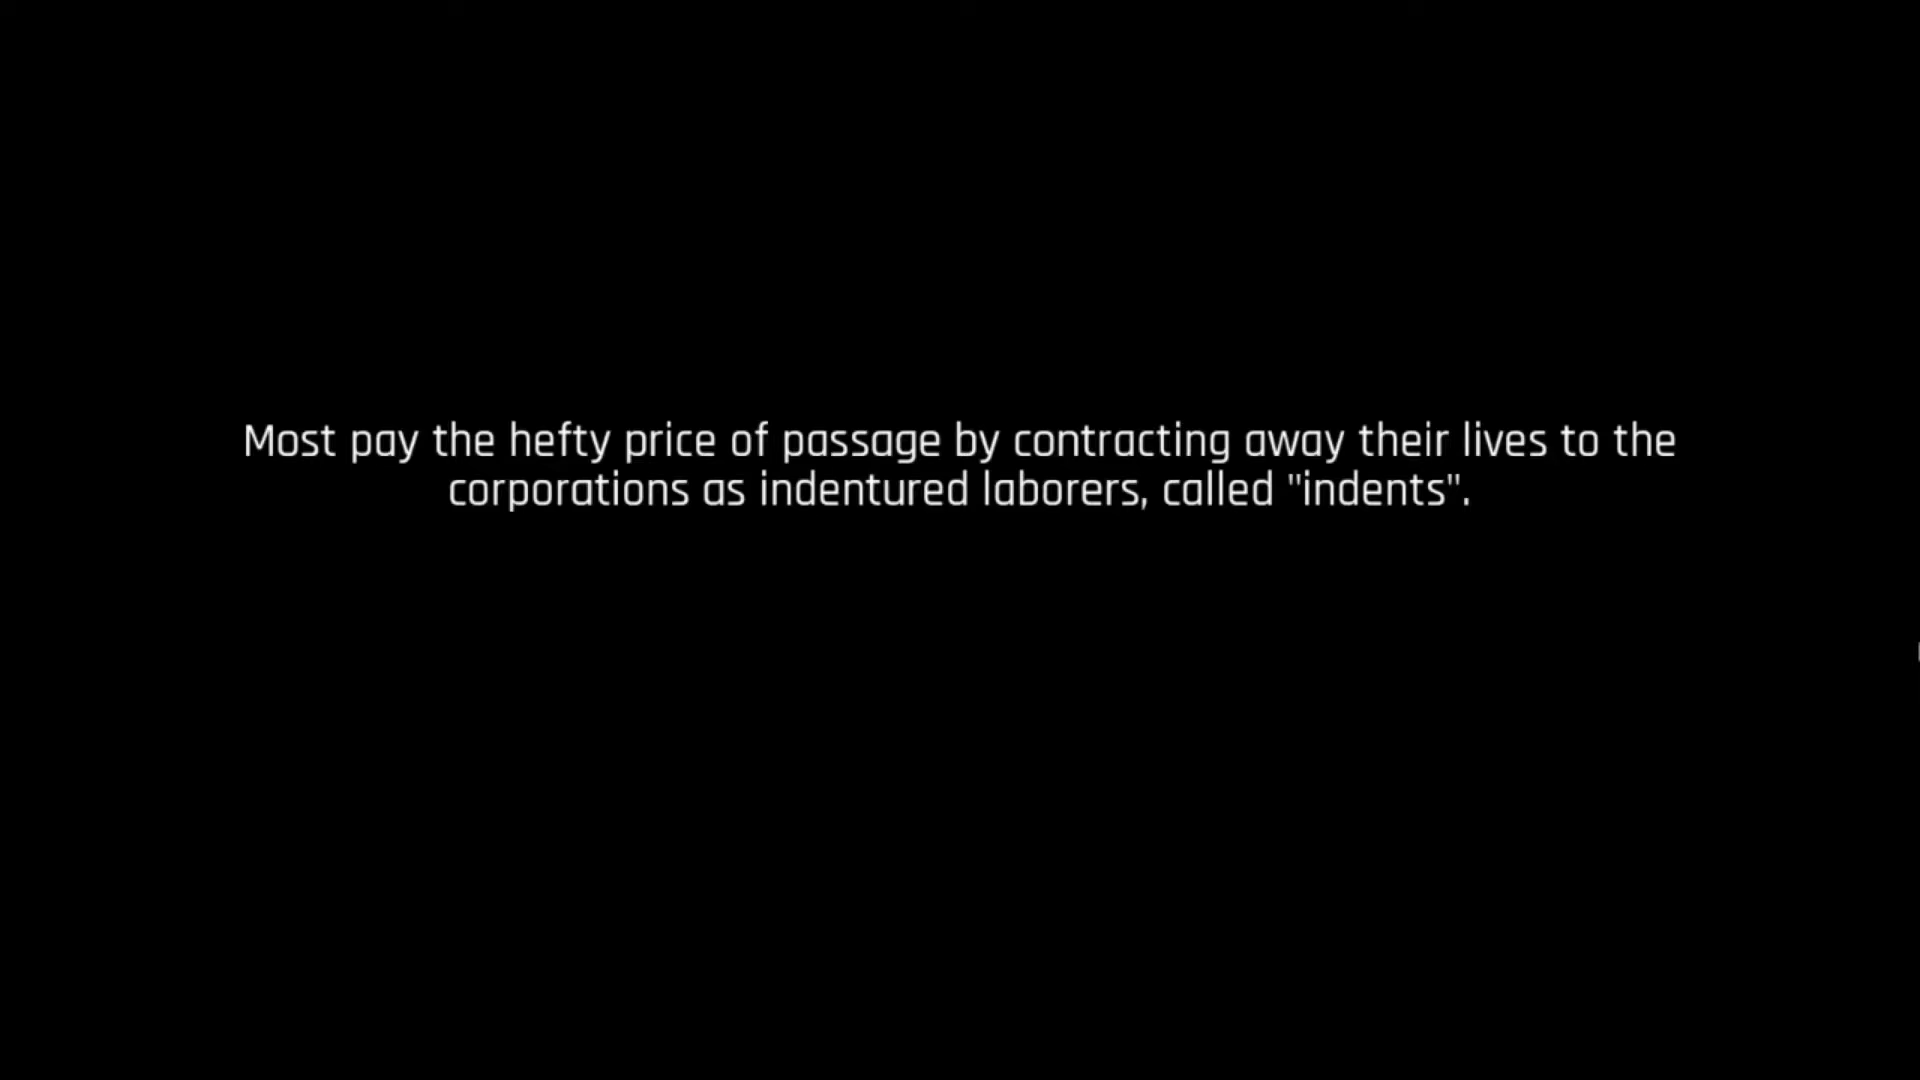 Most pay the hefty price of passage by contracting away their lives to the
corporations as indentured laborers, called "indents".